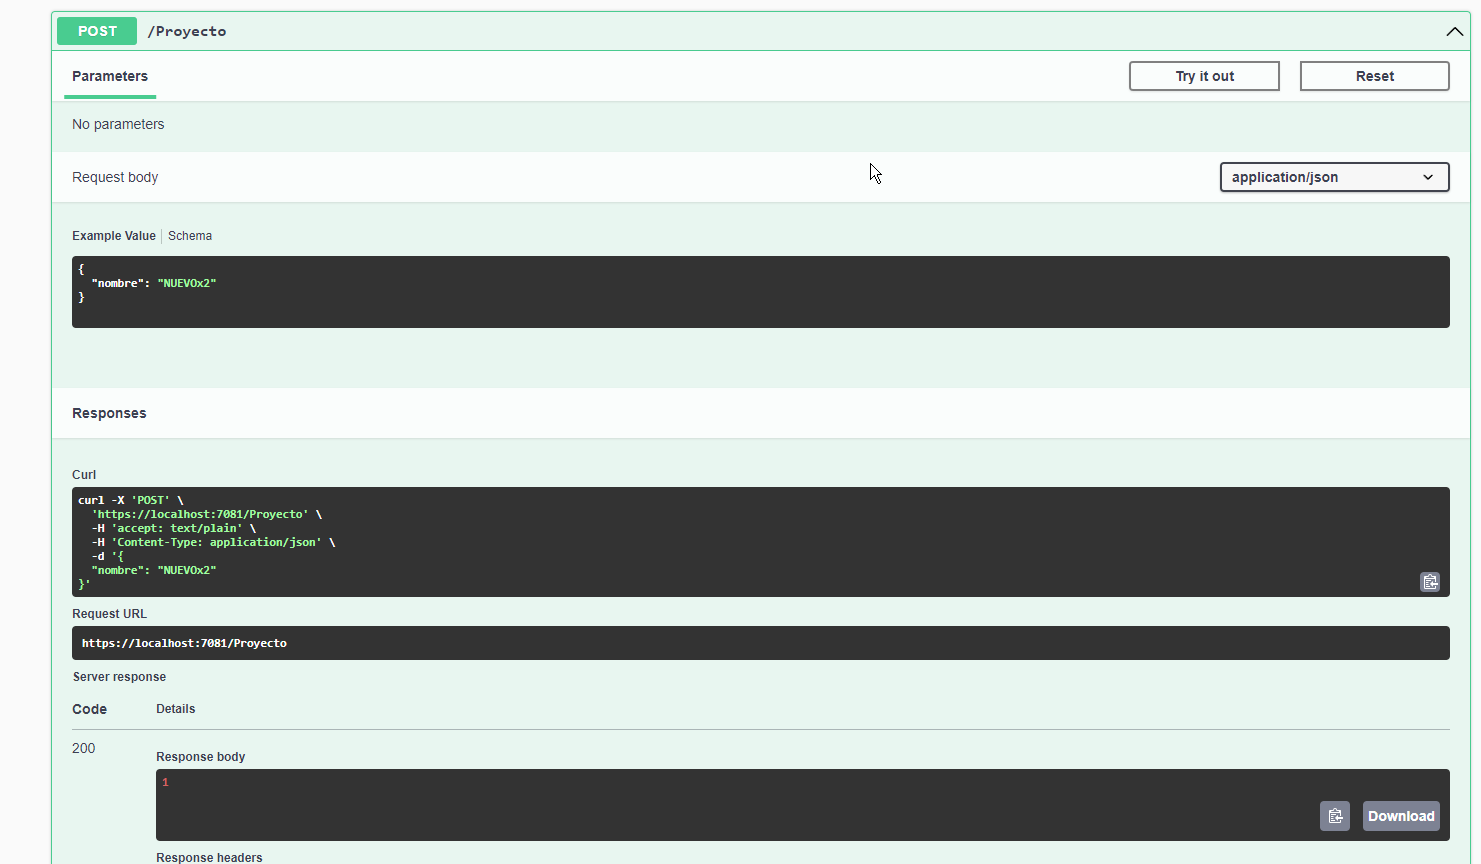 POST /Proyecto
Parameters Try it out Reset
No parameters
Request body application/json
Example Value Schema
{
  "nombre": "NUEVOx2"
}
Responses
Curl
curl -X 'POST' \
  'https://localhost:7081/Proyecto' \
  -H 'accept: text/plain' \
  -H 'Content-Type: application/json' \
  -d '{
  "nombre": "NUEVOx2"
}'
Request URL
https://localhost:7081/Proyecto
Server response
Code Details
200
Response body
1
Download
Response headers